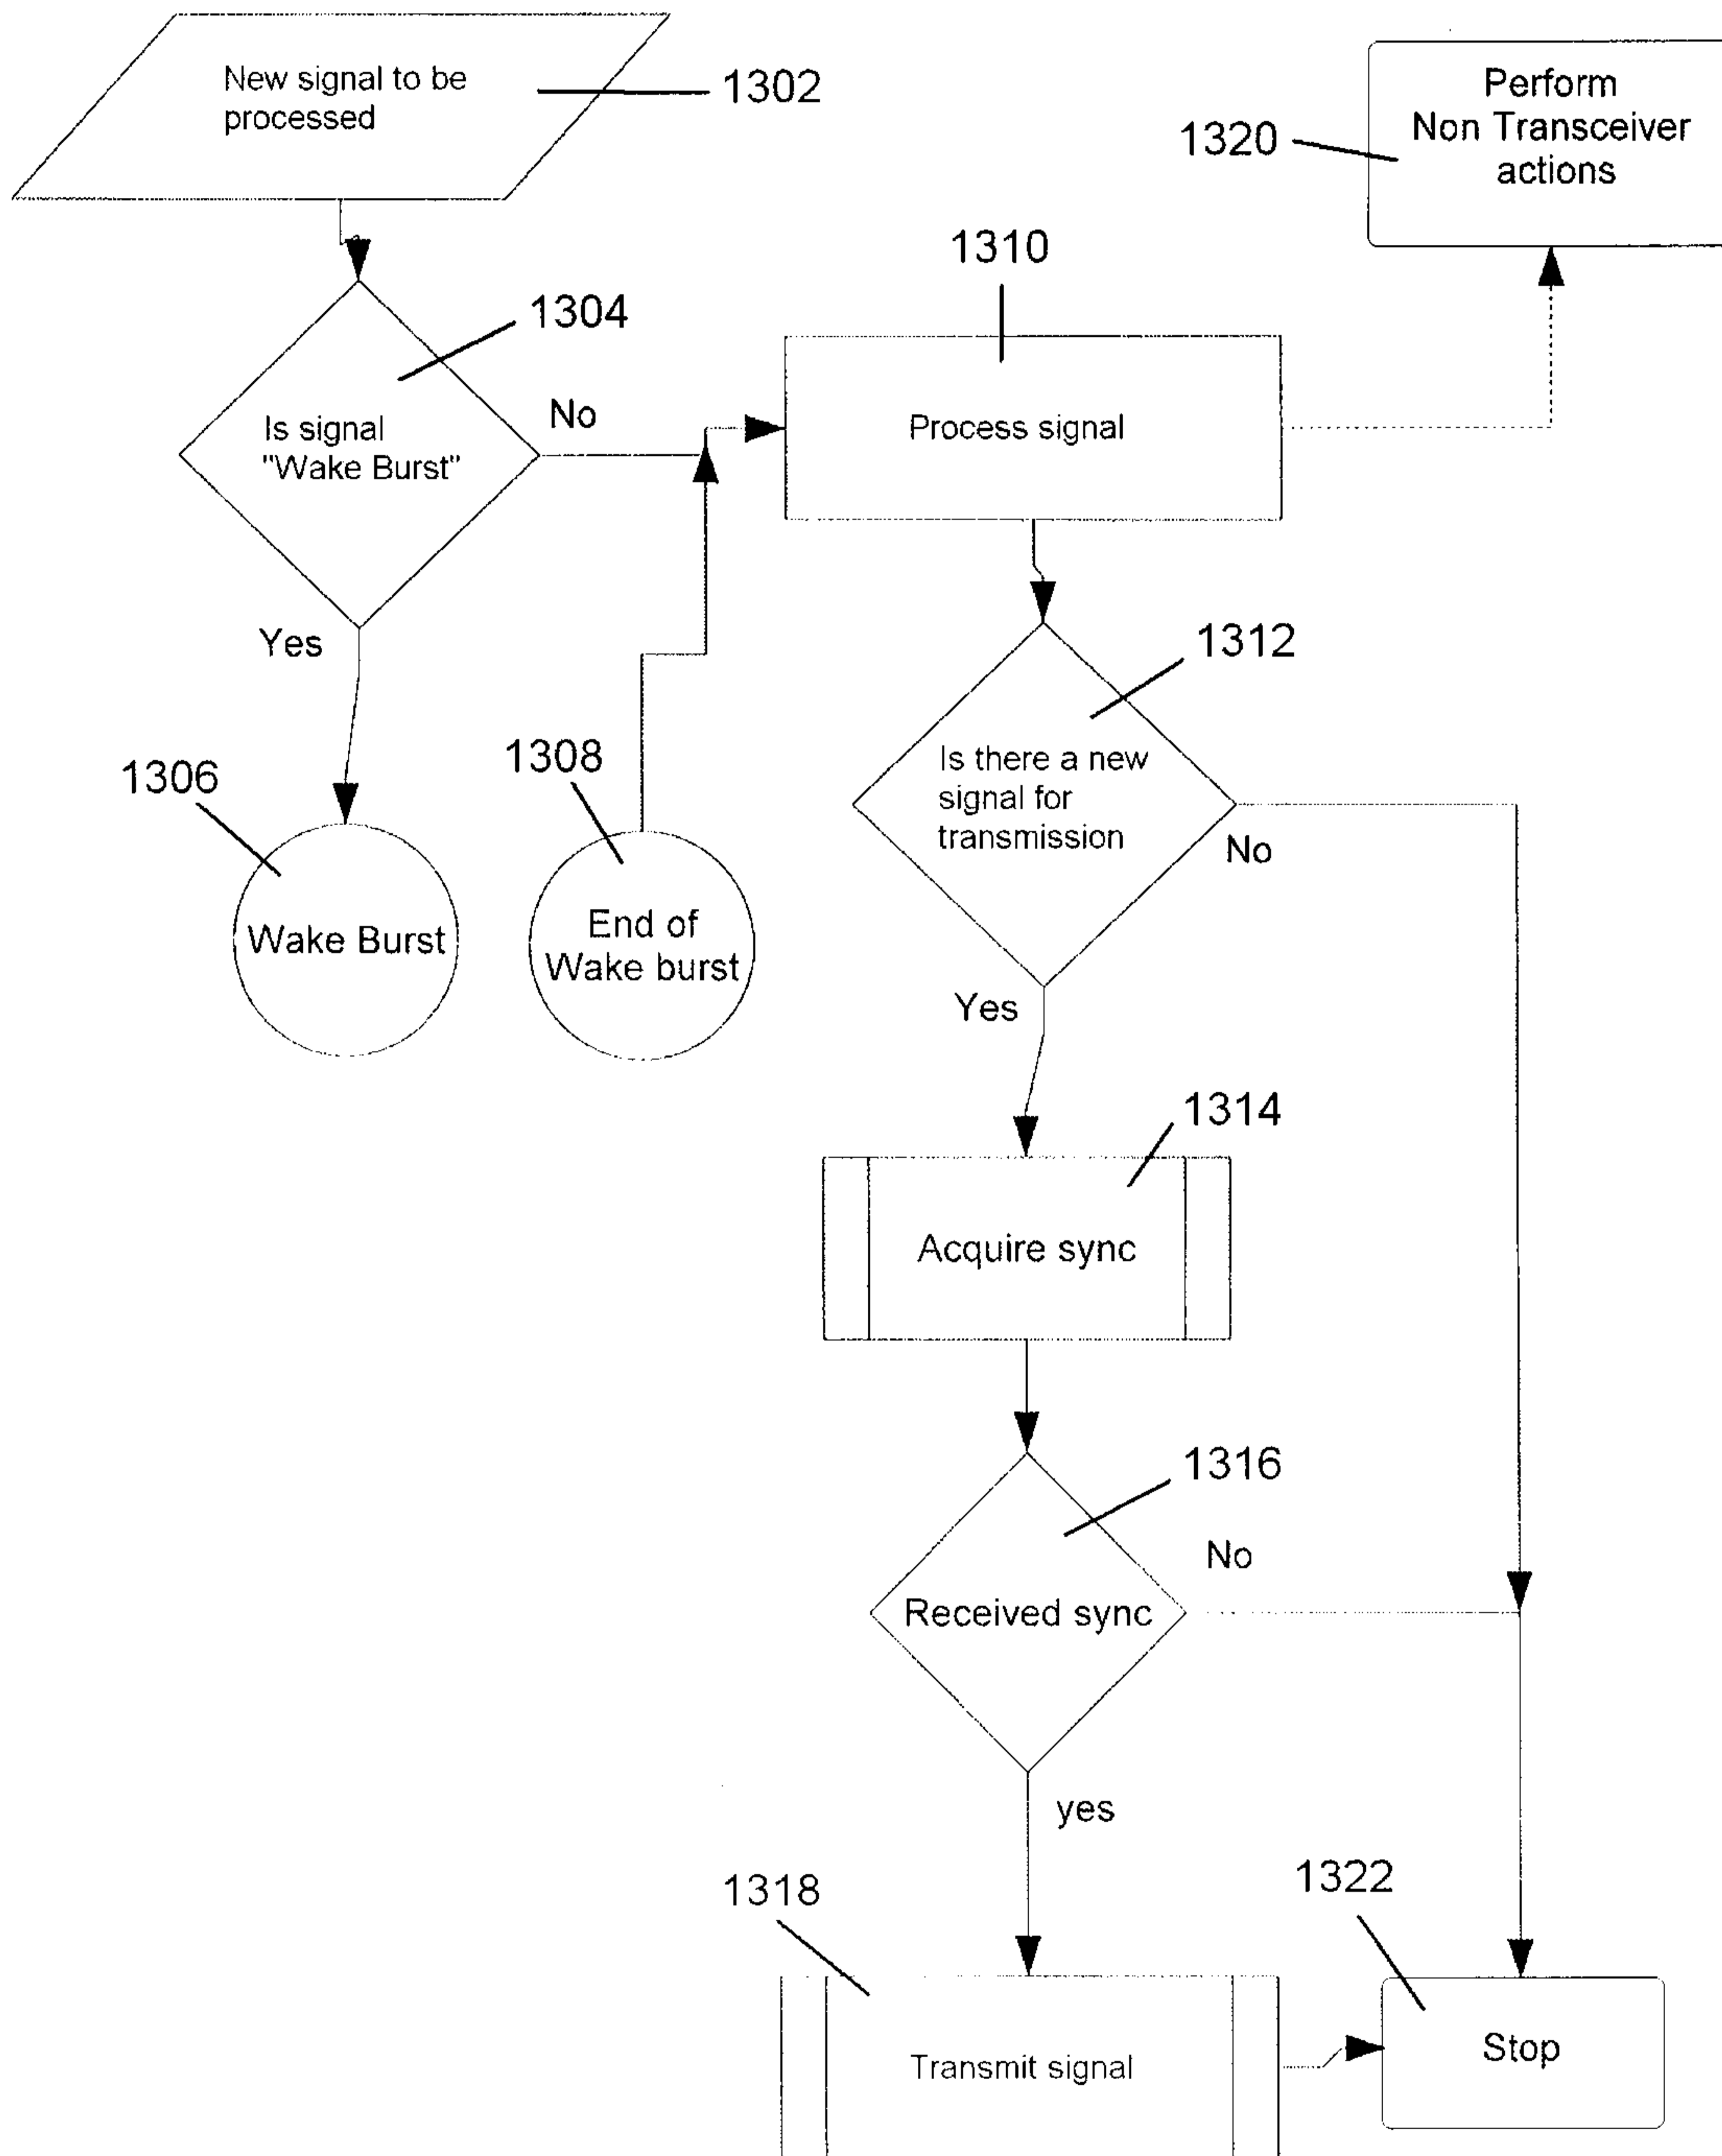 New signal to be
processed
1302
Perform
Non Transceiver
actions
1320
1310
1304
Is signal
"Wake Burst"
No
Process signal
Yes
1312
Is there a new
signal for
transmission
No
1306
1308
Wake Burst
End of
Wake burst
Yes
1314
Acquire sync
1316
Received sync
No
yes
1318
1322
Transmit signal
Stop